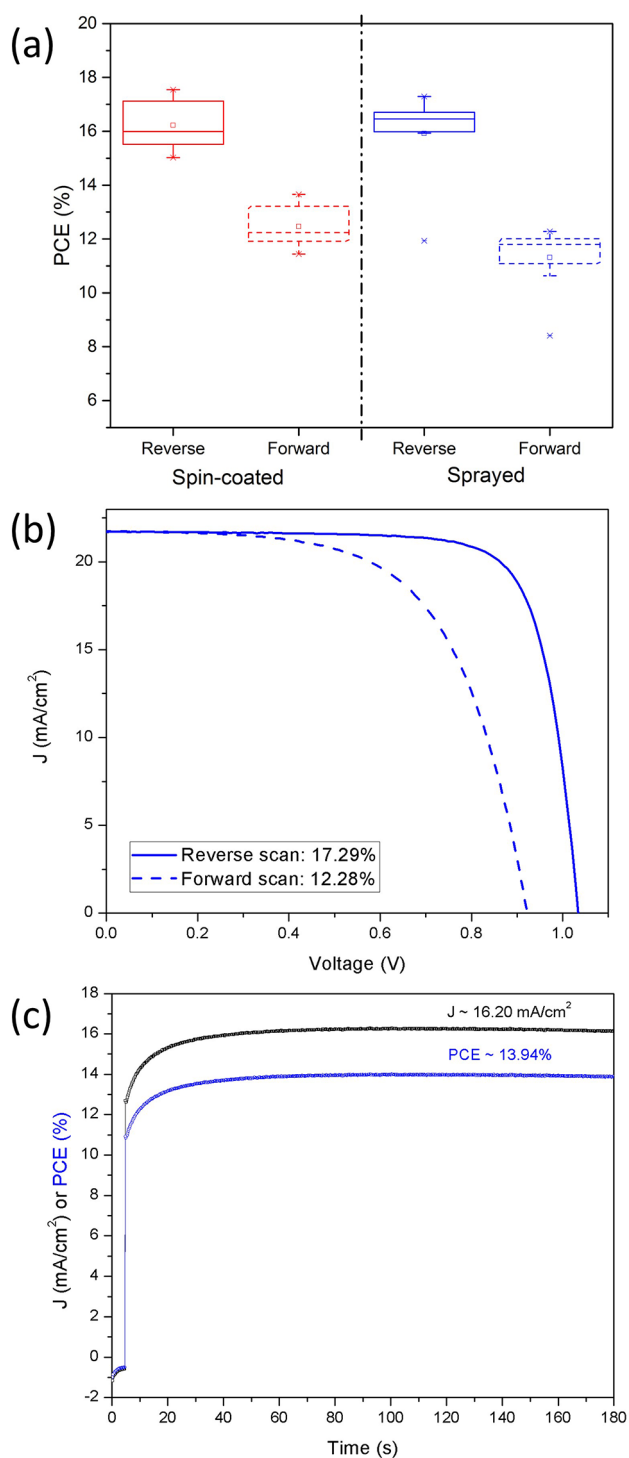 (a)
PCE (%)
20
18
16
14
12
10
8
6
Reverse
Forward
Reverse
Forward
Spin-coated
Sprayed
(b)
J (mA/cm²)
20
15
10
5
0
Reverse scan: 17.29%
Forward scan: 12.28%
0.0 0.2 0.4 0.6 0.8 1.0
Voltage (V)
(c)
J (mA/cm²) or PCE (%)
18
16
14
12
10
8
6
4
2
0
-2
J ~ 16.20 mA/cm²
PCE ~ 13.94%
0 20 40 60 80 100 120 140 160 180
Time (s)